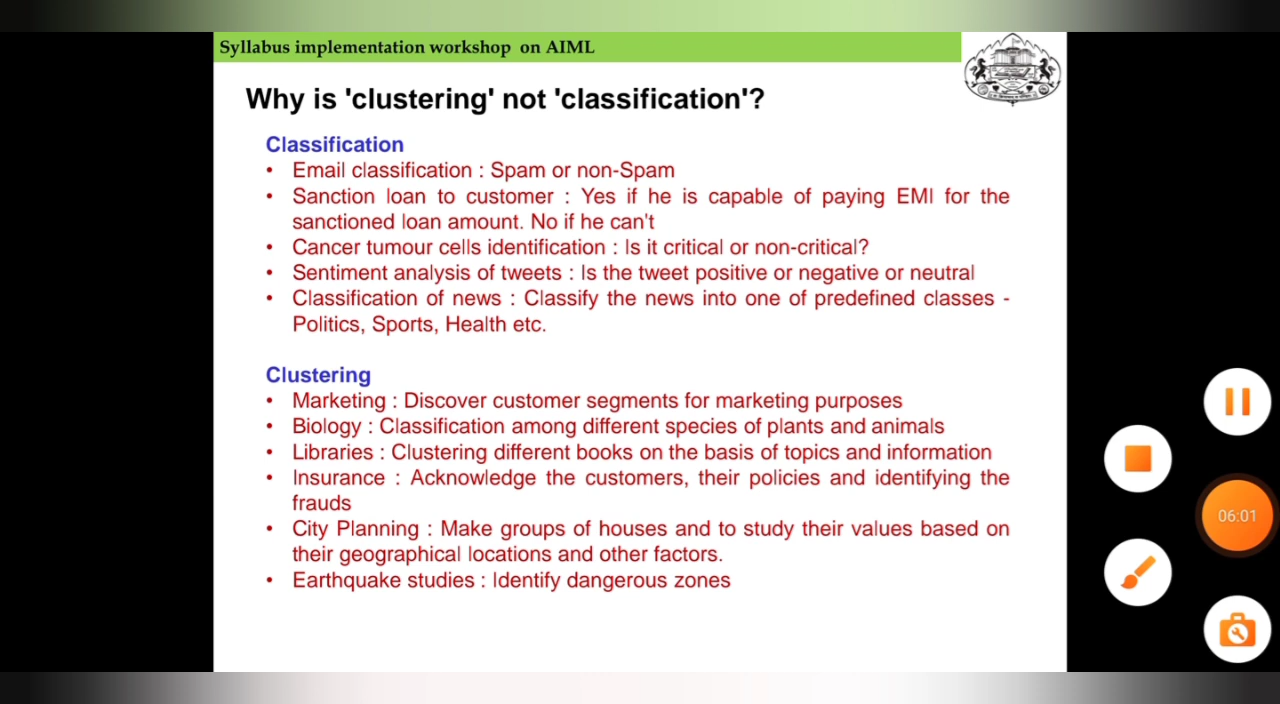 Syllabus implementation workshop on AIML
Why is 'clustering' not 'classification'?
Classification
• Email classification : Spam or non-Spam
• Sanction loan to customer : Yes if he is capable of paying EMI for the
sanctioned loan amount. No if he can't
• Cancer tumour cells identification : Is it critical or non-critical?
• Sentiment analysis of tweets : Is the tweet positive or negative or neutral
• Classification of news : Classify the news into one of predefined classes -
Politics, Sports, Health etc.
Clustering
• Marketing : Discover customer segments for marketing purposes
• Biology : Classification among different species of plants and animals
• Libraries : Clustering different books on the basis of topics and information
• Insurance : Acknowledge the customers, their policies and identifying the
frauds
• City Planning : Make groups of houses and to study their values based on
their geographical locations and other factors.
• Earthquake studies : Identify dangerous zones
06:01